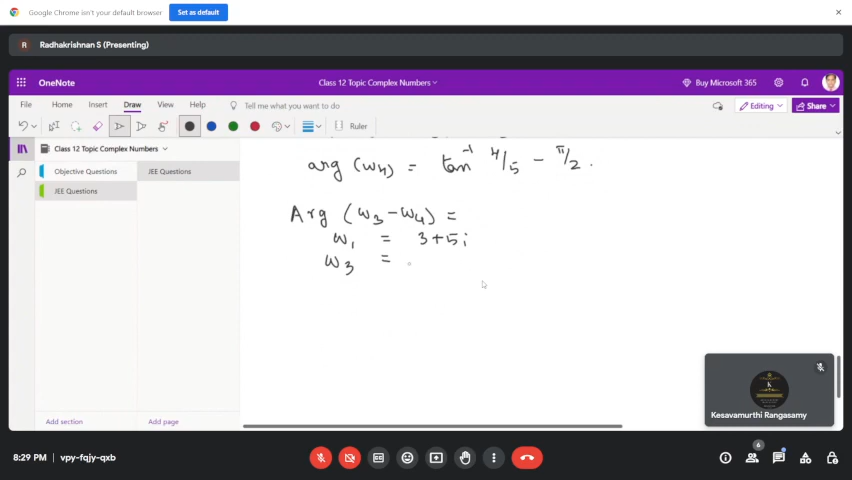 Google Chrome isn't your default browser Set as default
R Radhakrishnan S (Presenting)
OneNote Class 12 Topic Complex Numbers Buy Microsoft 365
File Home Insert Draw View Help Tell me what you want to do Editing Share
Ruler
Class 12 Topic Complex Numbers
Objective Questions JEE Questions
JEE Questions
arg (w₄) = tan⁻¹ 4/5 - π/2 .
Arg (w₃-w₄) =
w₁ = 3+5i
w₃ =
K
Kesavamurthi Rangasamy
Add section Add page
8:29 PM vpy-fqjy-qxb
6